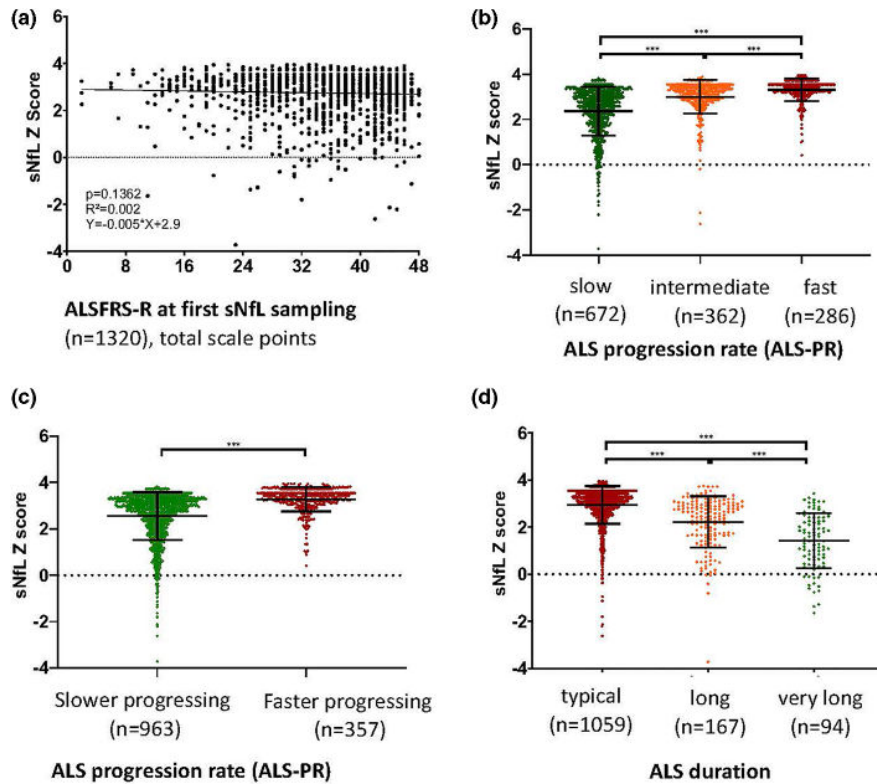 (a)
6
4
2
0
-2
-4
sNfL Z Score
p=0.1362
R²=0.002
Y=-0.005*X+2.9
0 8 16 24 32 40 48
ALSFRS-R at first sNfL sampling
(n=1320), total scale points
(b)
6
4
2
0
-2
-4
sNfL Z score
***
*** ***
slow intermediate fast
(n=672) (n=362) (n=286)
ALS progression rate (ALS-PR)
(c)
6
4
2
0
-2
-4
sNfL Z score
***
Slower progressing Faster progressing
(n=963) (n=357)
ALS progression rate (ALS-PR)
(d)
6
4
2
0
-2
-4
sNfL Z score
***
*** ***
typical long very long
(n=1059) (n=167) (n=94)
ALS duration